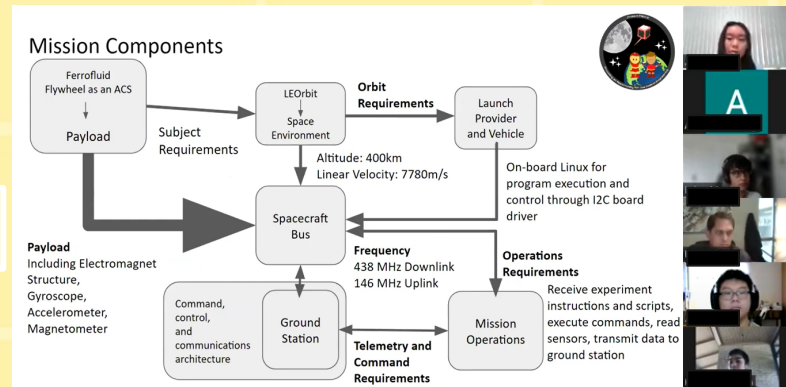 Mission Components
Ferrofluid
Flywheel as an ACS
Payload
Subject
Requirements
LEOrbit
Space
Environment
Orbit
Requirements
Launch
Provider
and Vehicle
Altitude: 400km
Linear Velocity: 7780m/s
On-board Linux for
program execution and
control through I2C board
driver
Spacecraft
Bus
Payload
Including Electromagnet
Structure,
Gyroscope,
Accelerometer,
Magnetometer
Frequency
438 MHz Downlink
146 MHz Uplink
Operations
Requirements
Receive experiment
instructions and scripts,
execute commands, read
sensors, transmit data to
ground station
Command,
control,
and
communications
architecture
Ground
Station
Telemetry and
Command
Requirements
Mission
Operations
A